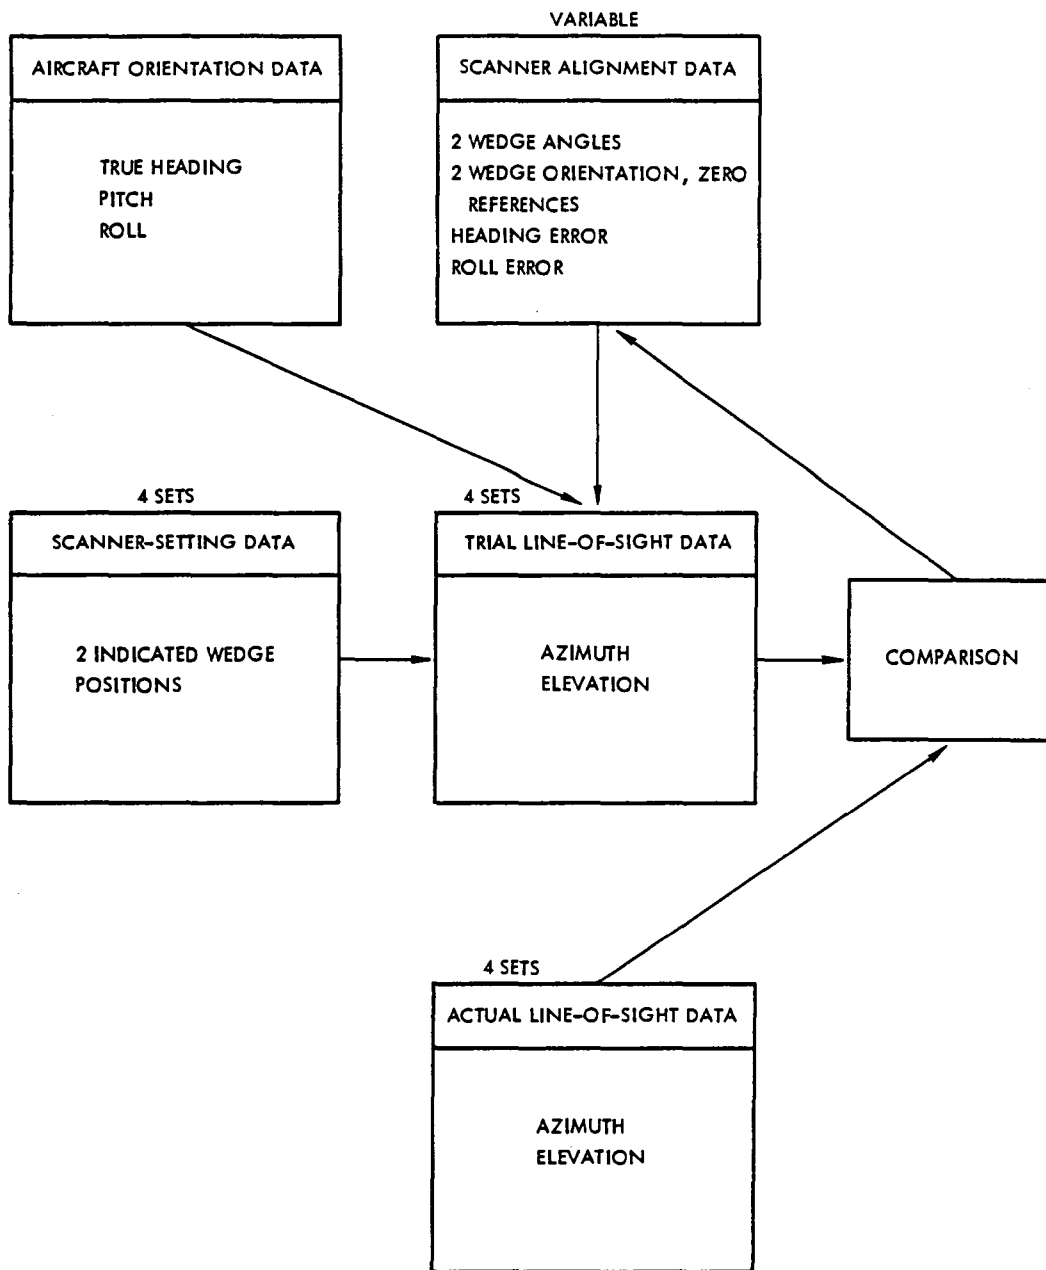 AIRCRAFT ORIENTATION DATA
TRUE HEADING
PITCH
ROLL
VARIABLE
SCANNER ALIGNMENT DATA
2 WEDGE ANGLES
2 WEDGE ORIENTATION, ZERO
REFERENCES
HEADING ERROR
ROLL ERROR
4 SETS
SCANNER-SETTING DATA
2 INDICATED WEDGE
POSITIONS
4 SETS
TRIAL LINE-OF-SIGHT DATA
AZIMUTH
ELEVATION
COMPARISON
4 SETS
ACTUAL LINE-OF-SIGHT DATA
AZIMUTH
ELEVATION